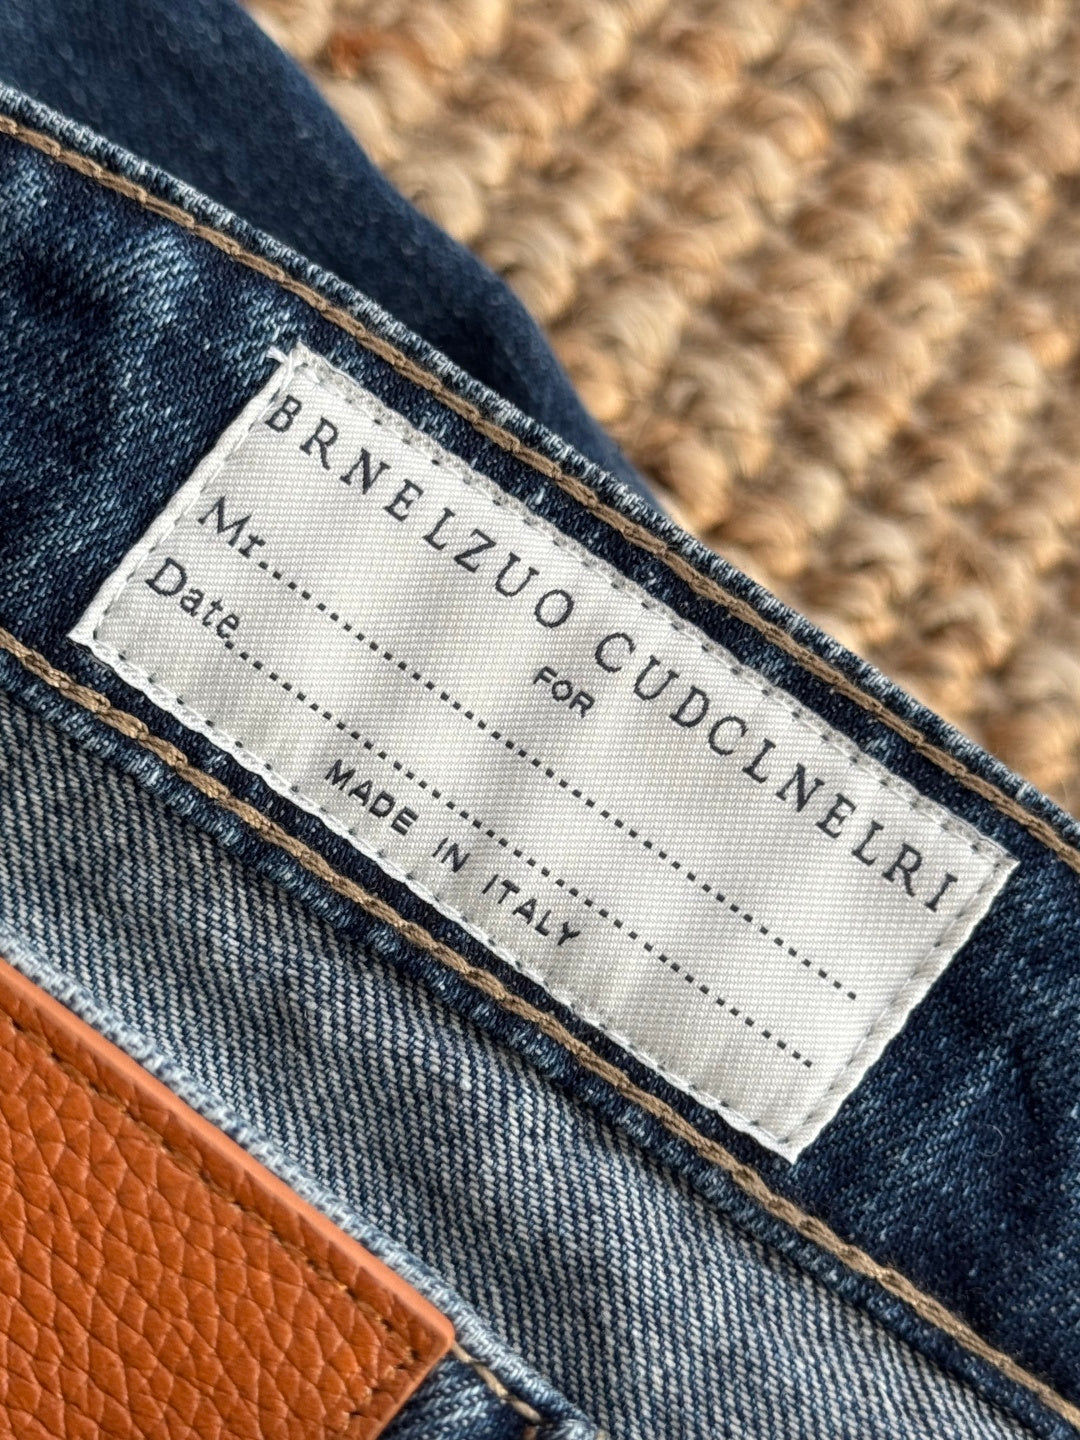 BRNELZUO CUDCLNELRI
FOR
Mr.
Date
MADE IN ITALY